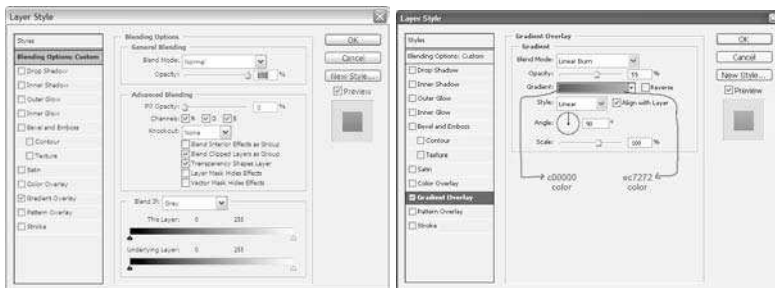 Layer Style
Styles
Blending Options: Custom
Drop Shadow
Inner Shadow
Outer Glow
Inner Glow
Bevel and Emboss
Contour
Texture
Satin
Color Overlay
Gradient Overlay
Pattern Overlay
Stroke
Blending Options
General Blending
Blend Mode: Normal
Opacity: %
Advanced Blending
Fill Opacity: 0 %
Channels: R G B
Knockout: None
Blend Interior Effects as Group
Blend Clipped Layers as Group
Transparency Shapes Layer
Layer Mask Hides Effects
Vector Mask Hides Effects
Blend If: Gray
This Layer: 0 255
Underlying Layer: 0 255
OK
Cancel
New Style...
Preview
Layer Style
Styles
Blending Options: Custom
Drop Shadow
Inner Shadow
Outer Glow
Inner Glow
Bevel and Emboss
Contour
Texture
Satin
Color Overlay
Gradient Overlay
Pattern Overlay
Stroke
Gradient Overlay
Gradient
Blend Mode: Linear Burn
Opacity: 55 %
Gradient: Reverse
Style: Linear Align with Layer
Angle: 90 °
Scale: 100 %
c00000 ec7272
color color
OK
Cancel
New Style...
Preview